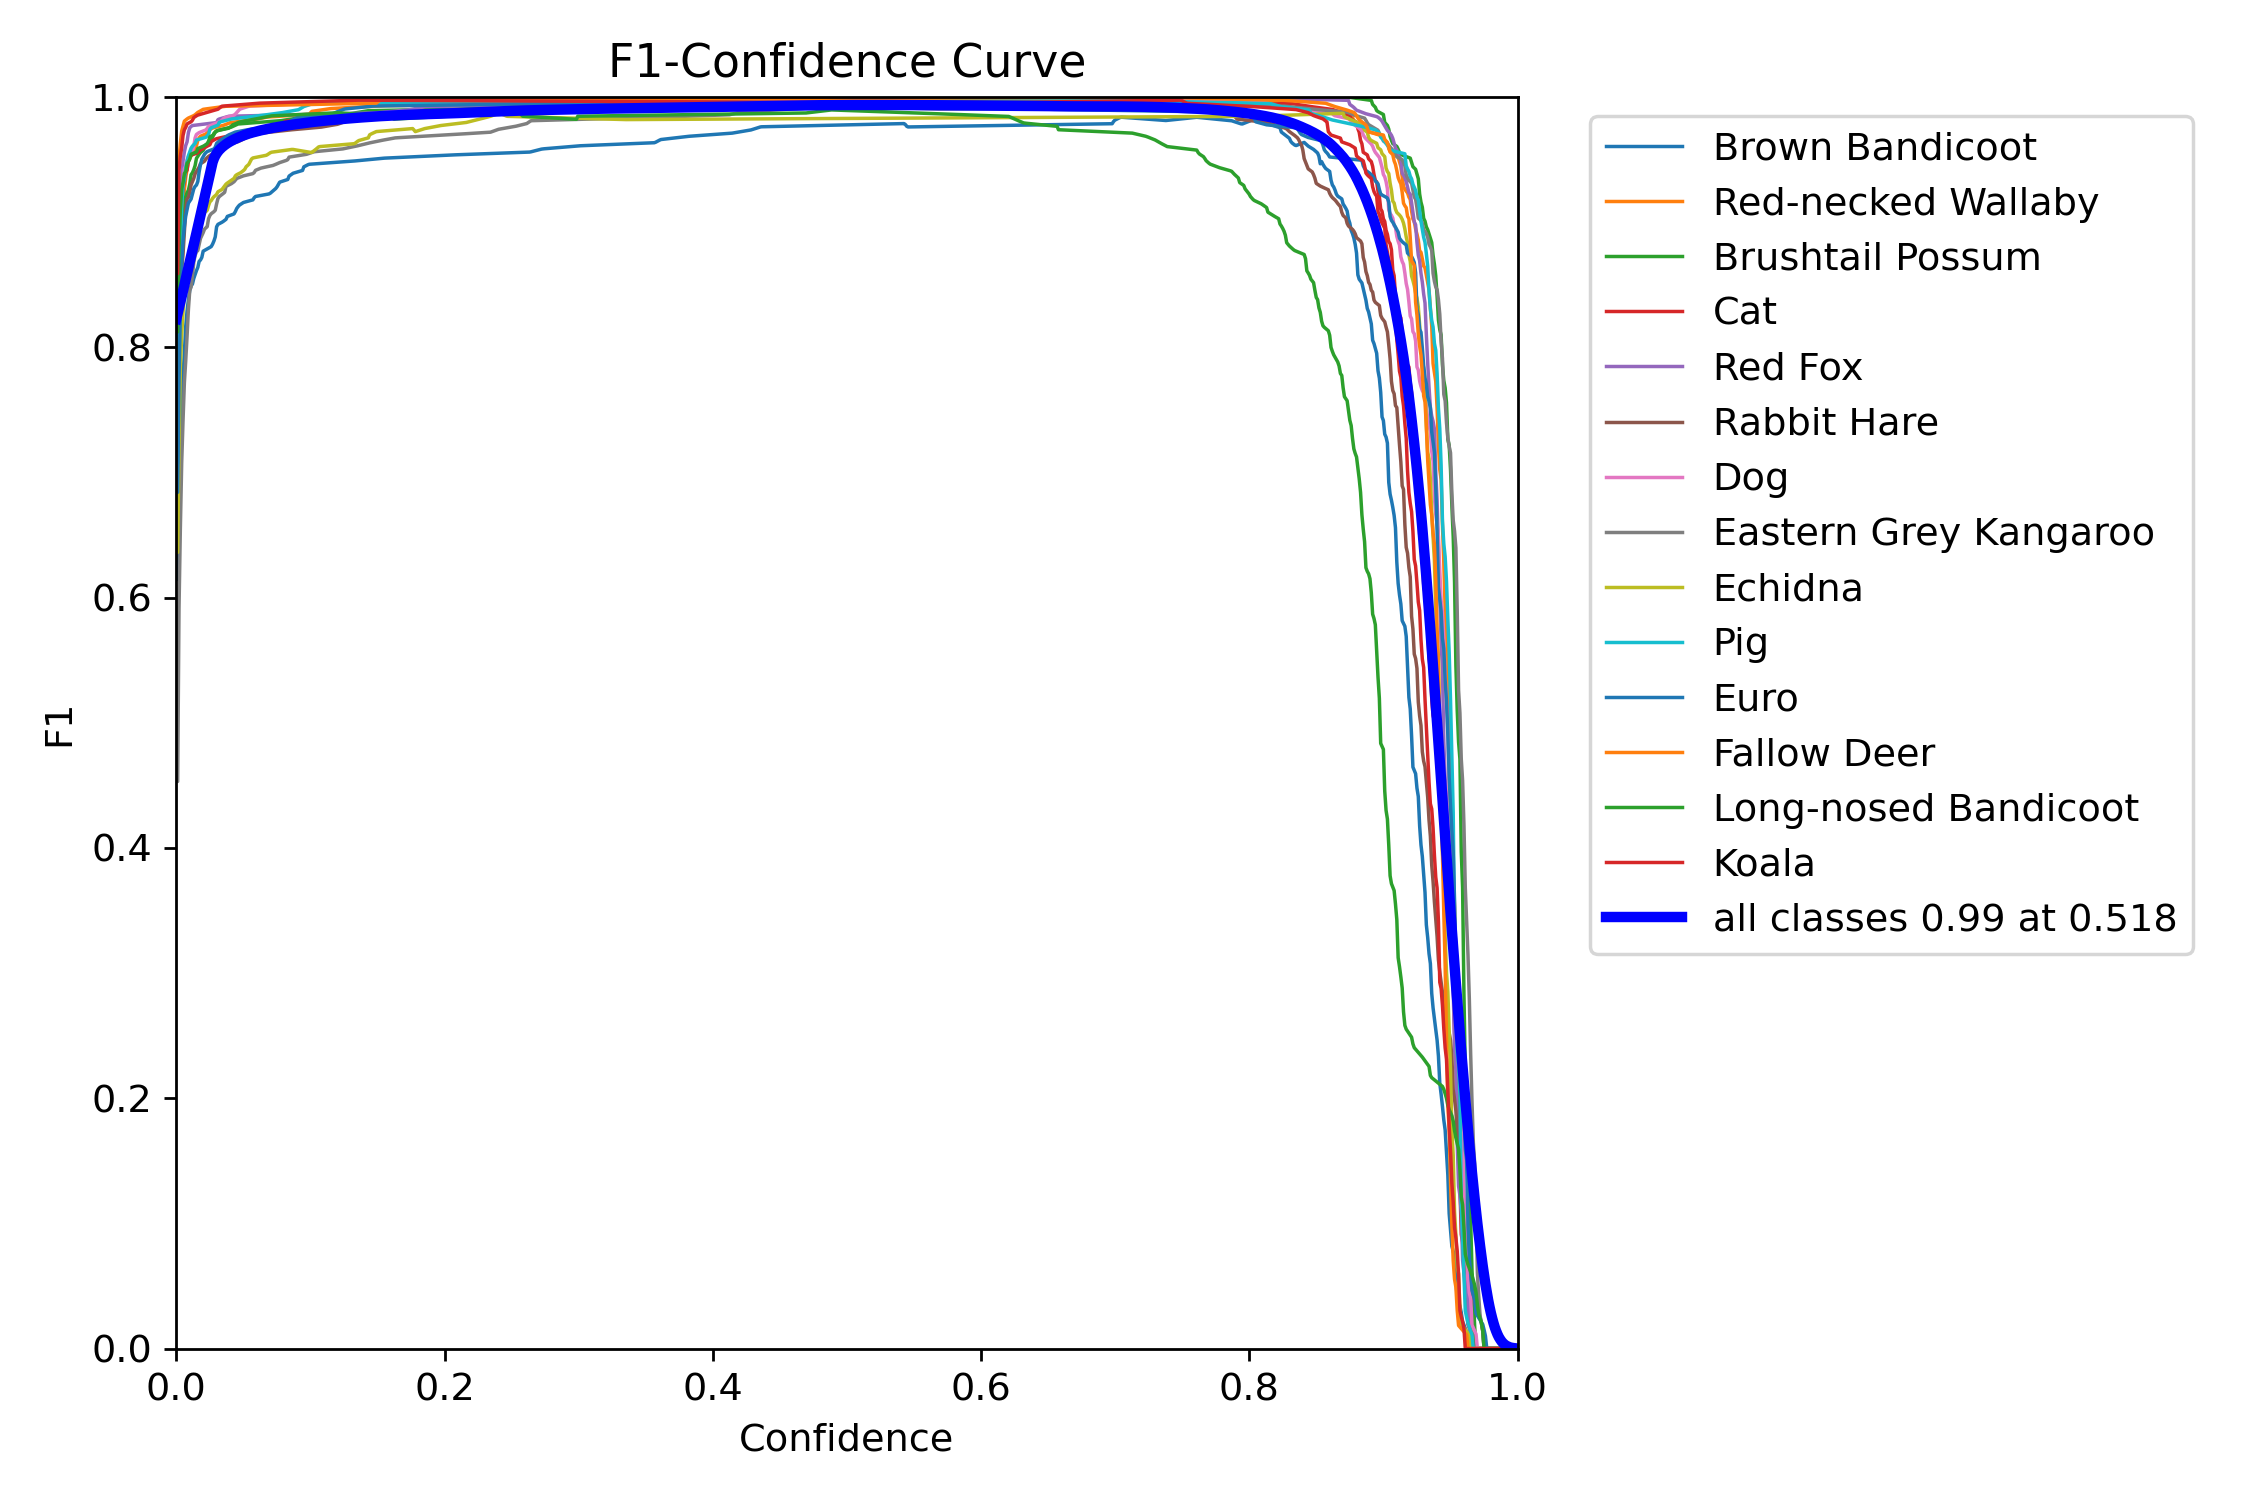 F1-Confidence Curve
1.0
0.8
0.6
0.4
0.2
0.0
F1
0.0 0.2 0.4 0.6 0.8 1.0
Confidence
Brown Bandicoot
Red-necked Wallaby
Brushtail Possum
Cat
Red Fox
Rabbit Hare
Dog
Eastern Grey Kangaroo
Echidna
Pig
Euro
Fallow Deer
Long-nosed Bandicoot
Koala
all classes 0.99 at 0.518